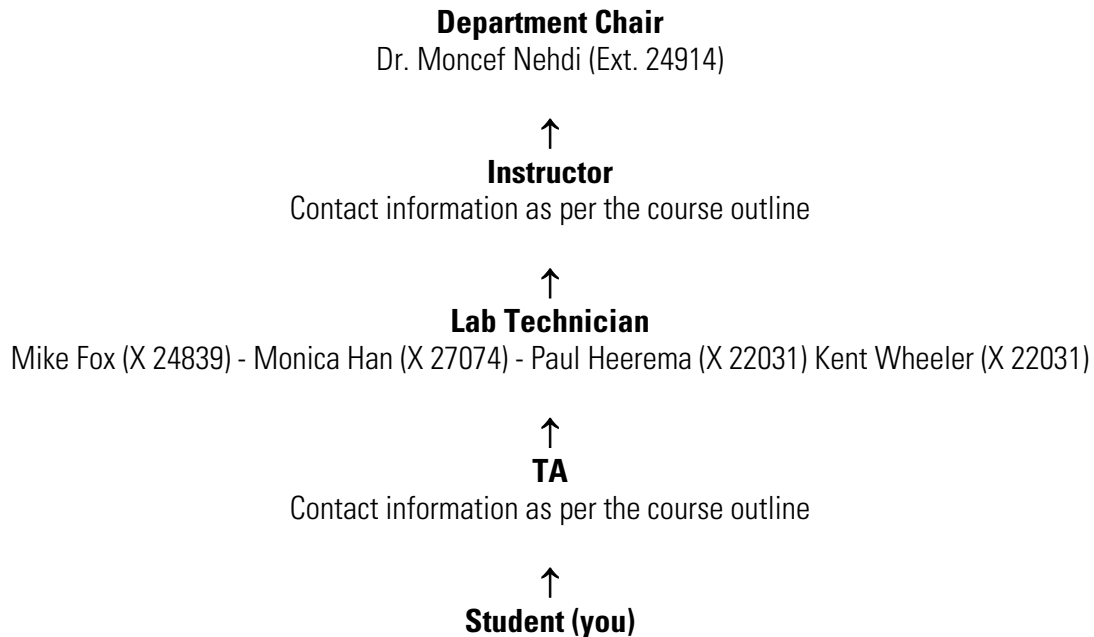 Department Chair
Dr. Moncef Nehdi (Ext. 24914)
↑
Instructor
Contact information as per the course outline
↑
Lab Technician
Mike Fox (X 24839) - Monica Han (X 27074) - Paul Heerema (X 22031) Kent Wheeler (X 22031)
↑
TA
Contact information as per the course outline
↑
Student (you)